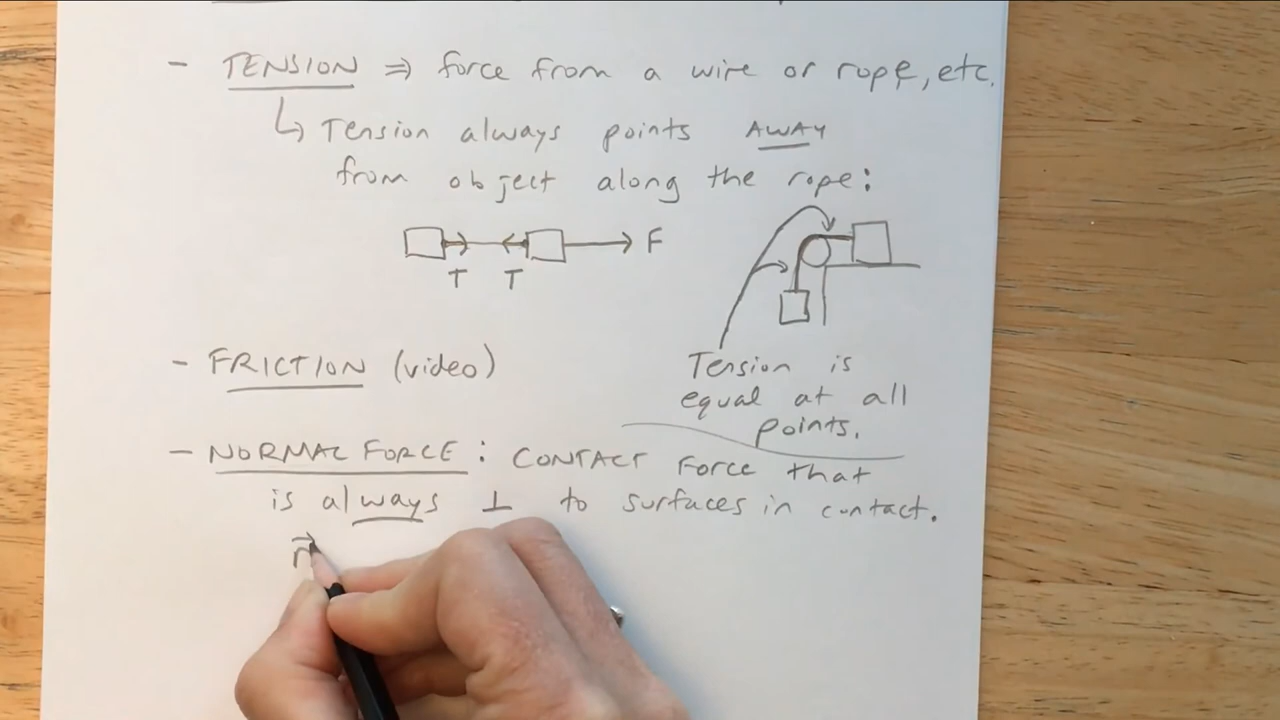 - TENSION ⇒ force from a wire or rope, etc.
↳ Tension always points AWAY
from object along the rope:
F
T T
- FRICTION (video)
Tension is
equal at all
points.
- NORMAL FORCE: CONTACT Force that
is always ⊥ to surfaces in contact.
n⃗